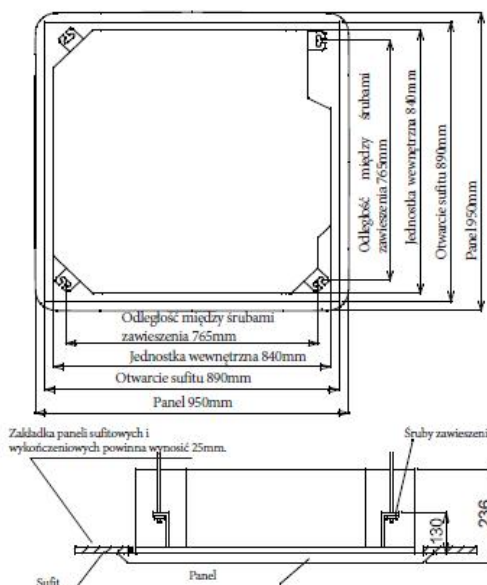 Odległość między śrubami
zawieszenia 765mm
Jednostka wewnętrzna 840mm
Otwarcie sufitu 890mm
Panel 950mm
Odległość między śrubami
zawieszenia 765mm
Jednostka wewnętrzna 840mm
Otwarcie sufitu 890mm
Panel 950mm
Zakładka paneli sufitowych i
wykończeniowych powinna wynosić 25mm.
Śruby zawieszeni
130
236
Panel
Sufit